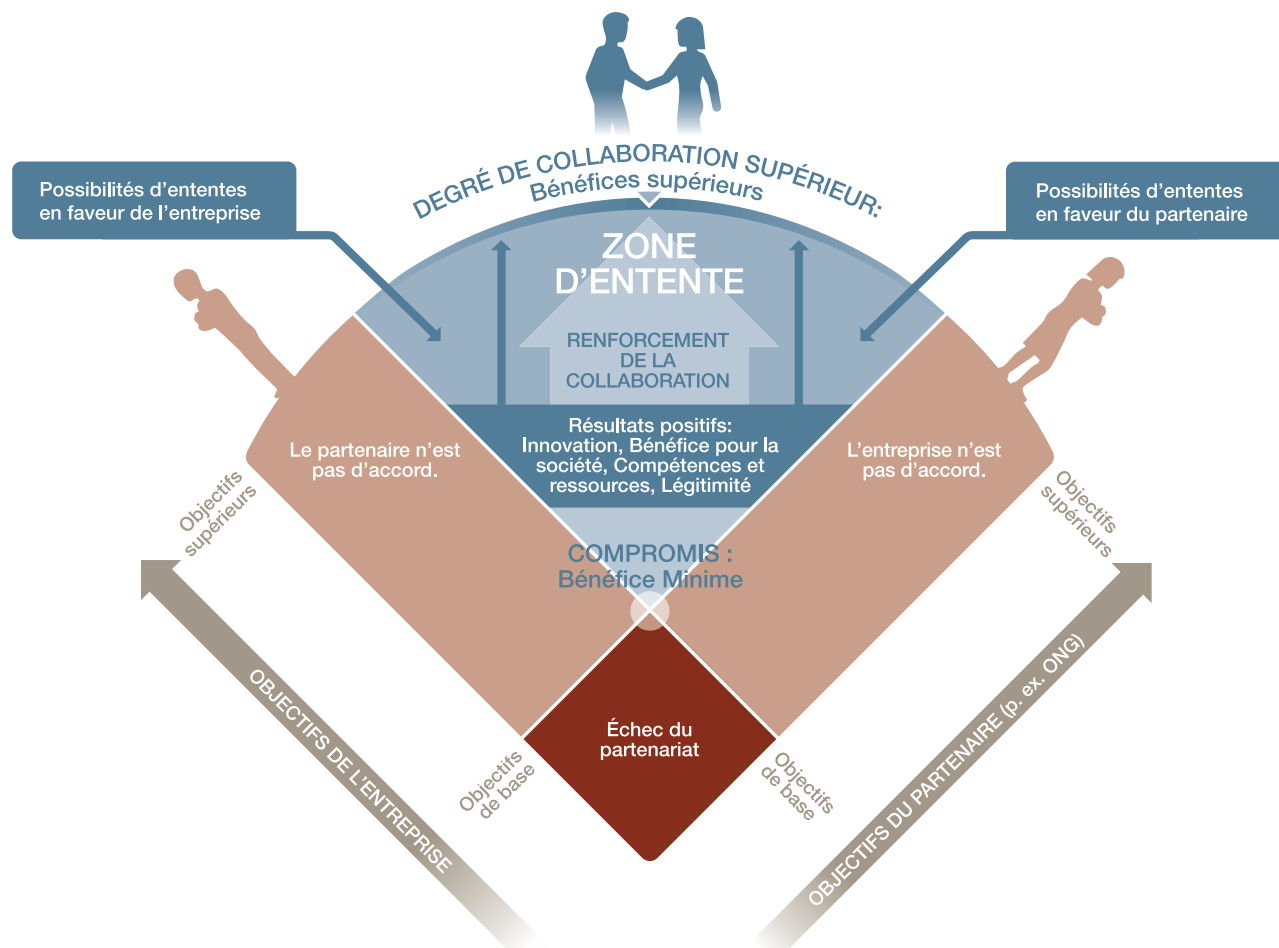 DEGRÉ DE COLLABORATION SUPÉRIEUR:
Bénéfices supérieurs
Possibilités d’ententes
en faveur de l’entreprise
Possibilités d’ententes
en faveur du partenaire
ZONE
D’ENTENTE
RENFORCEMENT
DE LA
COLLABORATION
Le partenaire n’est
pas d’accord.
Résultats positifs:
Innovation, Bénéfice pour la
société, Compétences et
ressources, Légitimité
L’entreprise n’est
pas d’accord.
Objectifs
supérieurs
Objectifs
supérieurs
COMPROMIS :
Bénéfice Minime
Échec du
partenariat
Objectifs
de base
Objectifs
de base
OBJECTIFS DE L’ENTREPRISE
OBJECTIFS DU PARTENAIRE (p. ex. ONG)